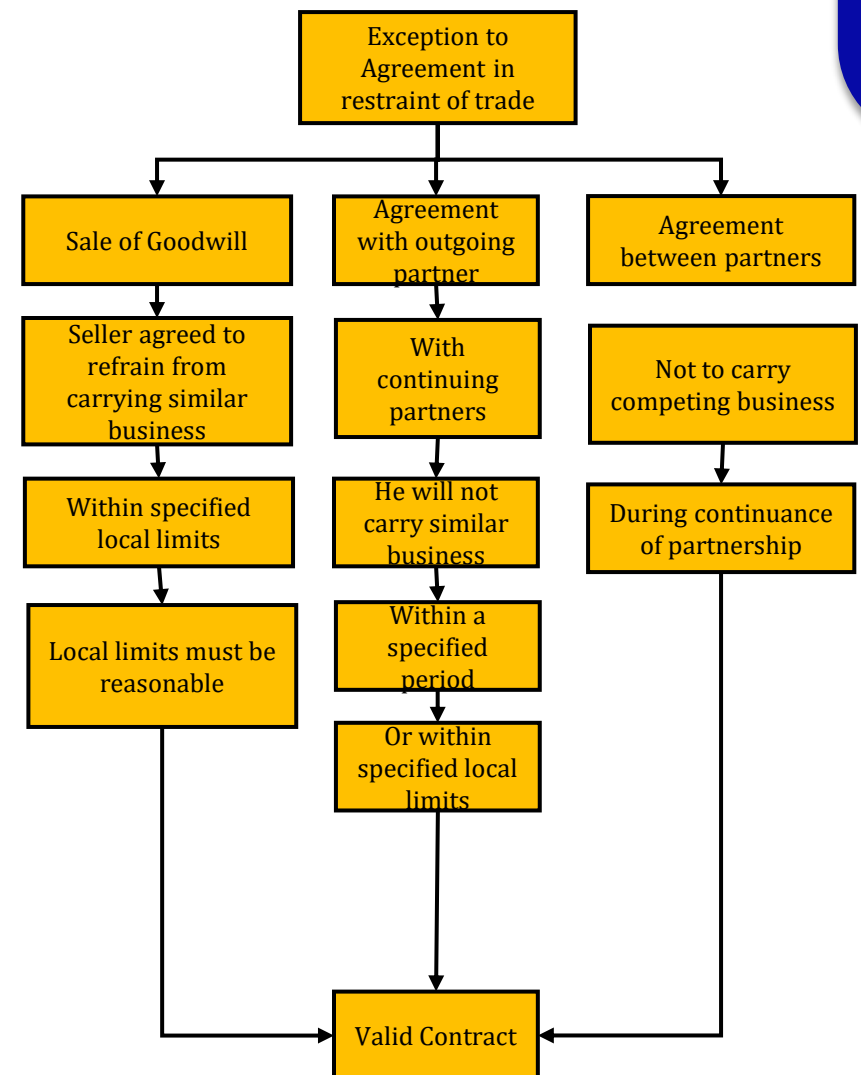 Exception to
Agreement in
restraint of trade
Sale of Goodwill
Seller agreed to
refrain from
carrying similar
business
Within specified
local limits
Local limits must be
reasonable
Agreement
with outgoing
partner
With
continuing
partners
He will not
carry similar
business
Within a
specified
period
Or within
specified local
limits
Agreement
between partners
Not to carry
competing business
During continuance
of partnership
Valid Contract